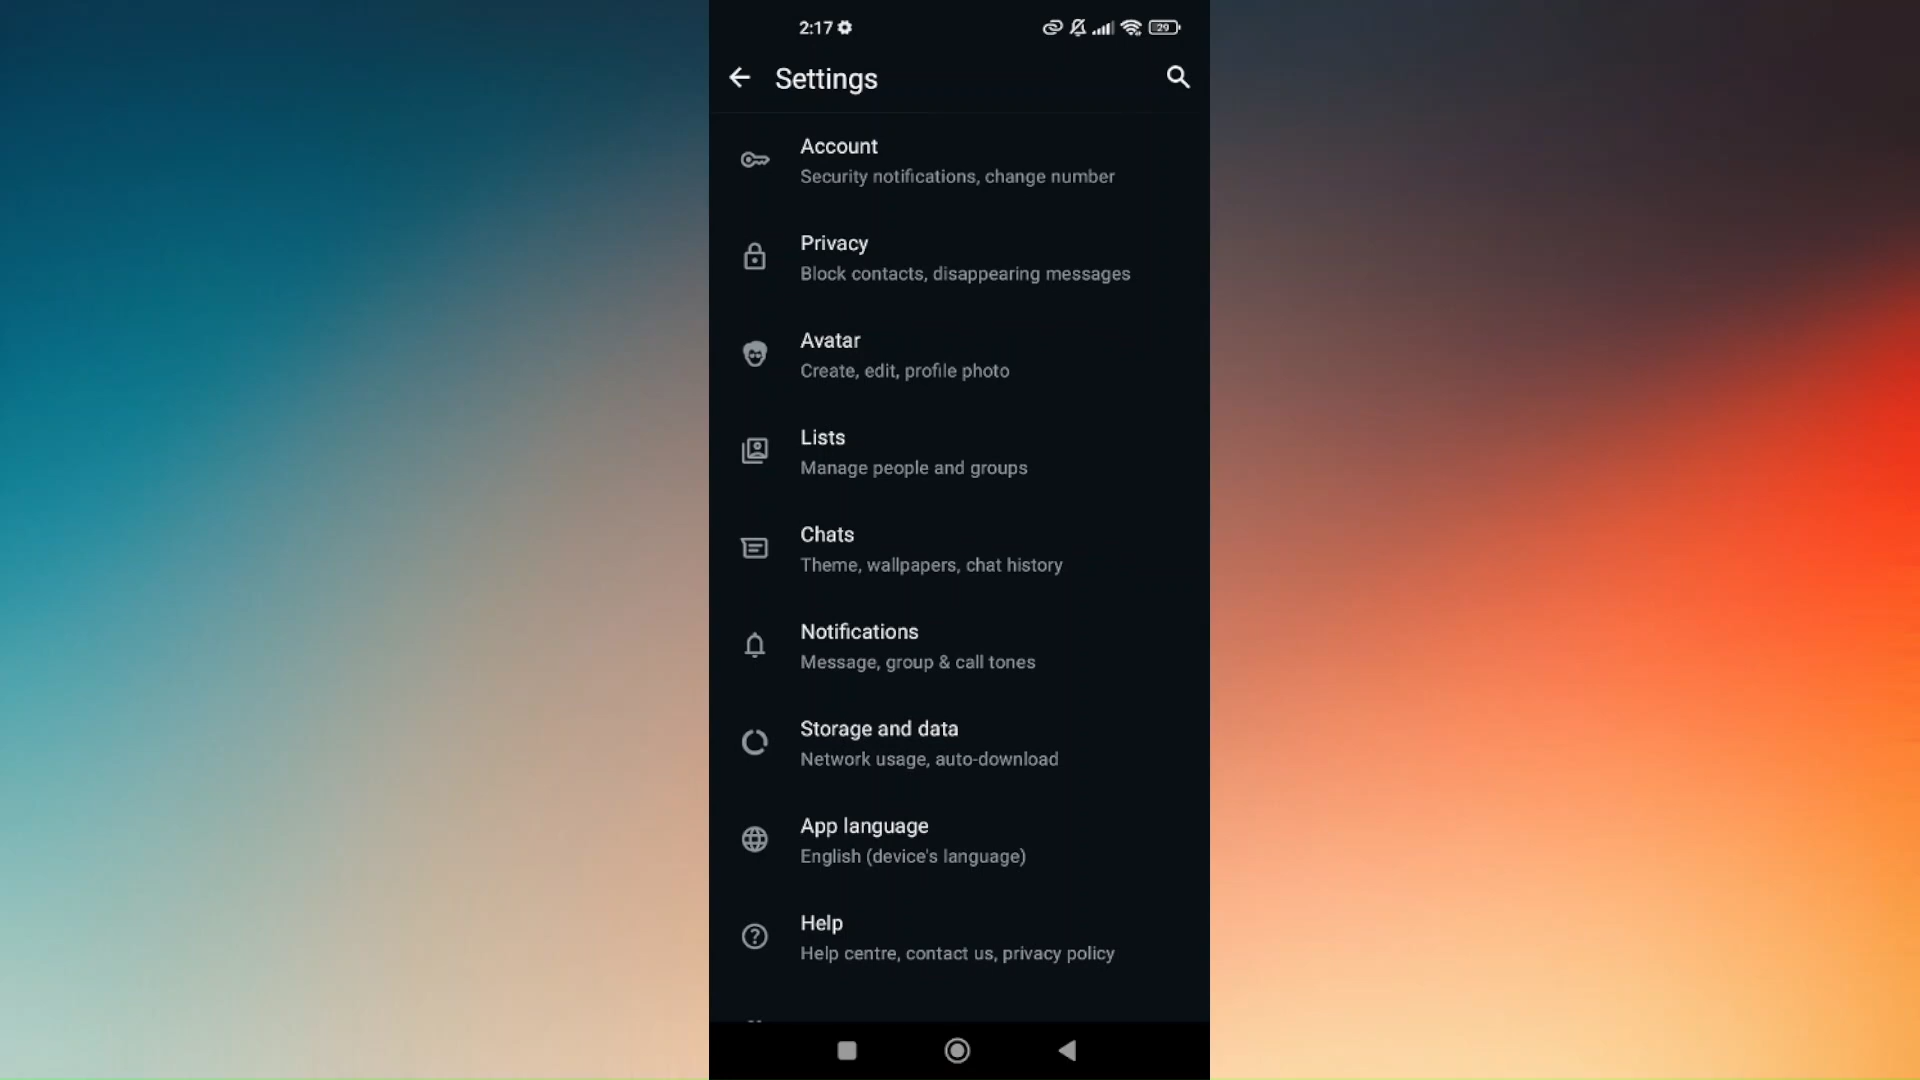 2:17
29
Settings
Account
Security notifications, change number
Privacy
Block contacts, disappearing messages
Avatar
Create, edit, profile photo
Lists
Manage people and groups
Chats
Theme, wallpapers, chat history
Notifications
Message, group & call tones
Storage and data
Network usage, auto-download
App language
English (device's language)
Help
Help centre, contact us, privacy policy